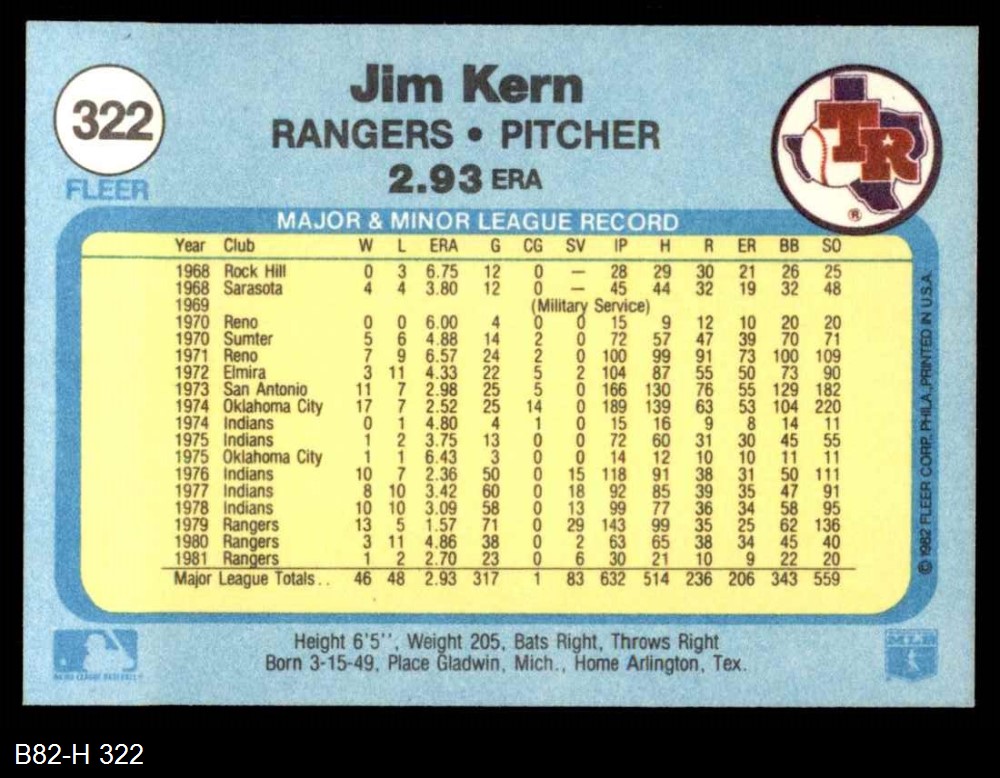 322
FLEER
Jim Kern
RANGERS • PITCHER
2.93 ERA
TR
®
MAJOR & MINOR LEAGUE RECORD
Year Club W L ERA G CG SV IP H R ER BB SO
1968 Rock Hill 0 3 6.75 12 0 — 28 29 30 21 26 25
1968 Sarasota 4 4 3.80 12 0 — 45 44 32 19 32 48
1969 (Military Service)
1970 Reno 0 0 6.00 4 0 0 15 9 12 10 20 20
1970 Sumter 5 6 4.88 14 2 0 72 57 47 39 70 71
1971 Reno 7 9 6.57 24 2 0 100 99 91 73 100 109
1972 Elmira 3 11 4.33 22 5 2 104 87 55 50 73 90
1973 San Antonio 11 7 2.98 25 5 0 166 130 76 55 129 182
1974 Oklahoma City 17 7 2.52 25 14 0 189 139 63 53 104 220
1974 Indians 0 1 4.80 4 1 0 15 16 9 8 14 11
1975 Indians 1 2 3.75 13 0 0 72 60 31 30 45 55
1975 Oklahoma City 1 1 6.43 3 0 0 14 12 10 10 11 11
1976 Indians 10 7 2.36 50 0 15 118 91 38 31 50 111
1977 Indians 8 10 3.42 60 0 18 92 85 39 35 47 91
1978 Indians 10 10 3.09 58 0 13 99 77 36 34 58 95
1979 Rangers 13 5 1.57 71 0 29 143 99 35 25 62 136
1980 Rangers 3 11 4.86 38 0 2 63 65 38 34 45 40
1981 Rangers 1 2 2.70 23 0 6 30 21 10 9 22 20
Major League Totals . . 46 48 2.93 317 1 83 632 514 236 206 343 559
© 1982 FLEER CORP. PHILA. PRINTED IN U.S.A.
Height 6'5'', Weight 205, Bats Right, Throws Right
Born 3-15-49, Place Gladwin, Mich., Home Arlington, Tex.
MAJOR LEAGUE BASEBALL
MLB
B82-H 322